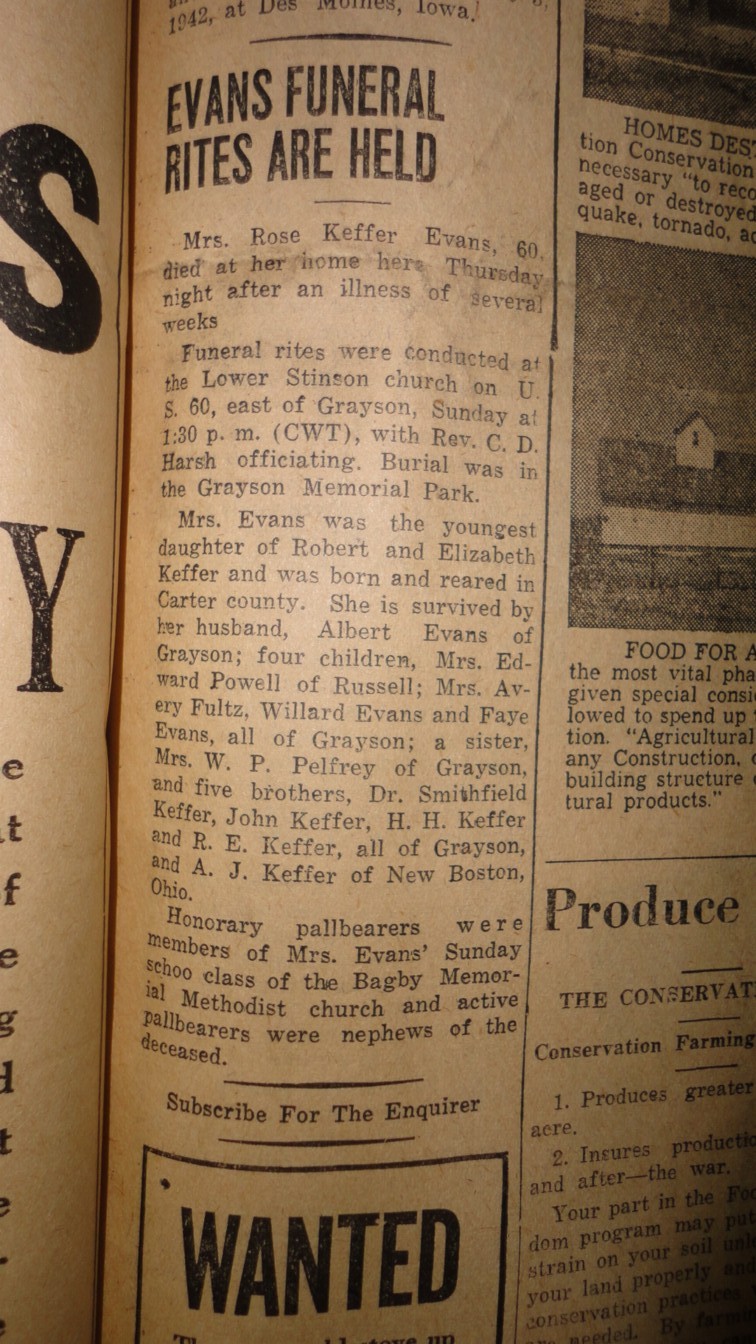 1942, at Des Moines, Iowa.
EVANS FUNERAL
RITES ARE HELD
Mrs. Rose Keffer Evans, 60,
died at her home here Thursday
night after an illness of several
weeks
Funeral rites were conducted at
the Lower Stinson church on U.
S. 60, east of Grayson, Sunday at
1:30 p. m. (CWT), with Rev. C. D.
Harsh officiating. Burial was in
the Grayson Memorial Park.
Mrs. Evans was the youngest
daughter of Robert and Elizabeth
Keffer and was born and reared in
Carter county. She is survived by
her husband, Albert Evans of
Grayson; four children, Mrs. Ed-
ward Powell of Russell; Mrs. Av-
ery Fultz, Willard Evans and Faye
Evans, all of Grayson; a sister,
Mrs. W. P. Pelfrey of Grayson,
and five brothers, Dr. Smithfield
Keffer, John Keffer, H. H. Keffer
and R. E. Keffer, all of Grayson,
and A. J. Keffer of New Boston,
Ohio.
Honorary pallbearers were
members of Mrs. Evans' Sunday
schoo class of the Bagby Memor-
ial Methodist church and active
pallbearers were nephews of the
deceased.
Subscribe For The Enquirer
WANTED
S
Y
e
t
f
e
g
d
t
e
HOMES DES
tion Conservation
necessary "to reco
aged or destroyed
quake, tornado, ac
FOOD FOR A
the most vital pha
given special consi
lowed to spend up
tion. "Agricultural
any Construction,
building structure
tural products."
Produce
THE CONSERVAT
Conservation Farming
1. Produces greater
acre.
2. Insures productio
and after—the war.
Your part in the Foo
dom program may put
strain on your soil unl
your land properly and
conservation practices
are needed. By farm